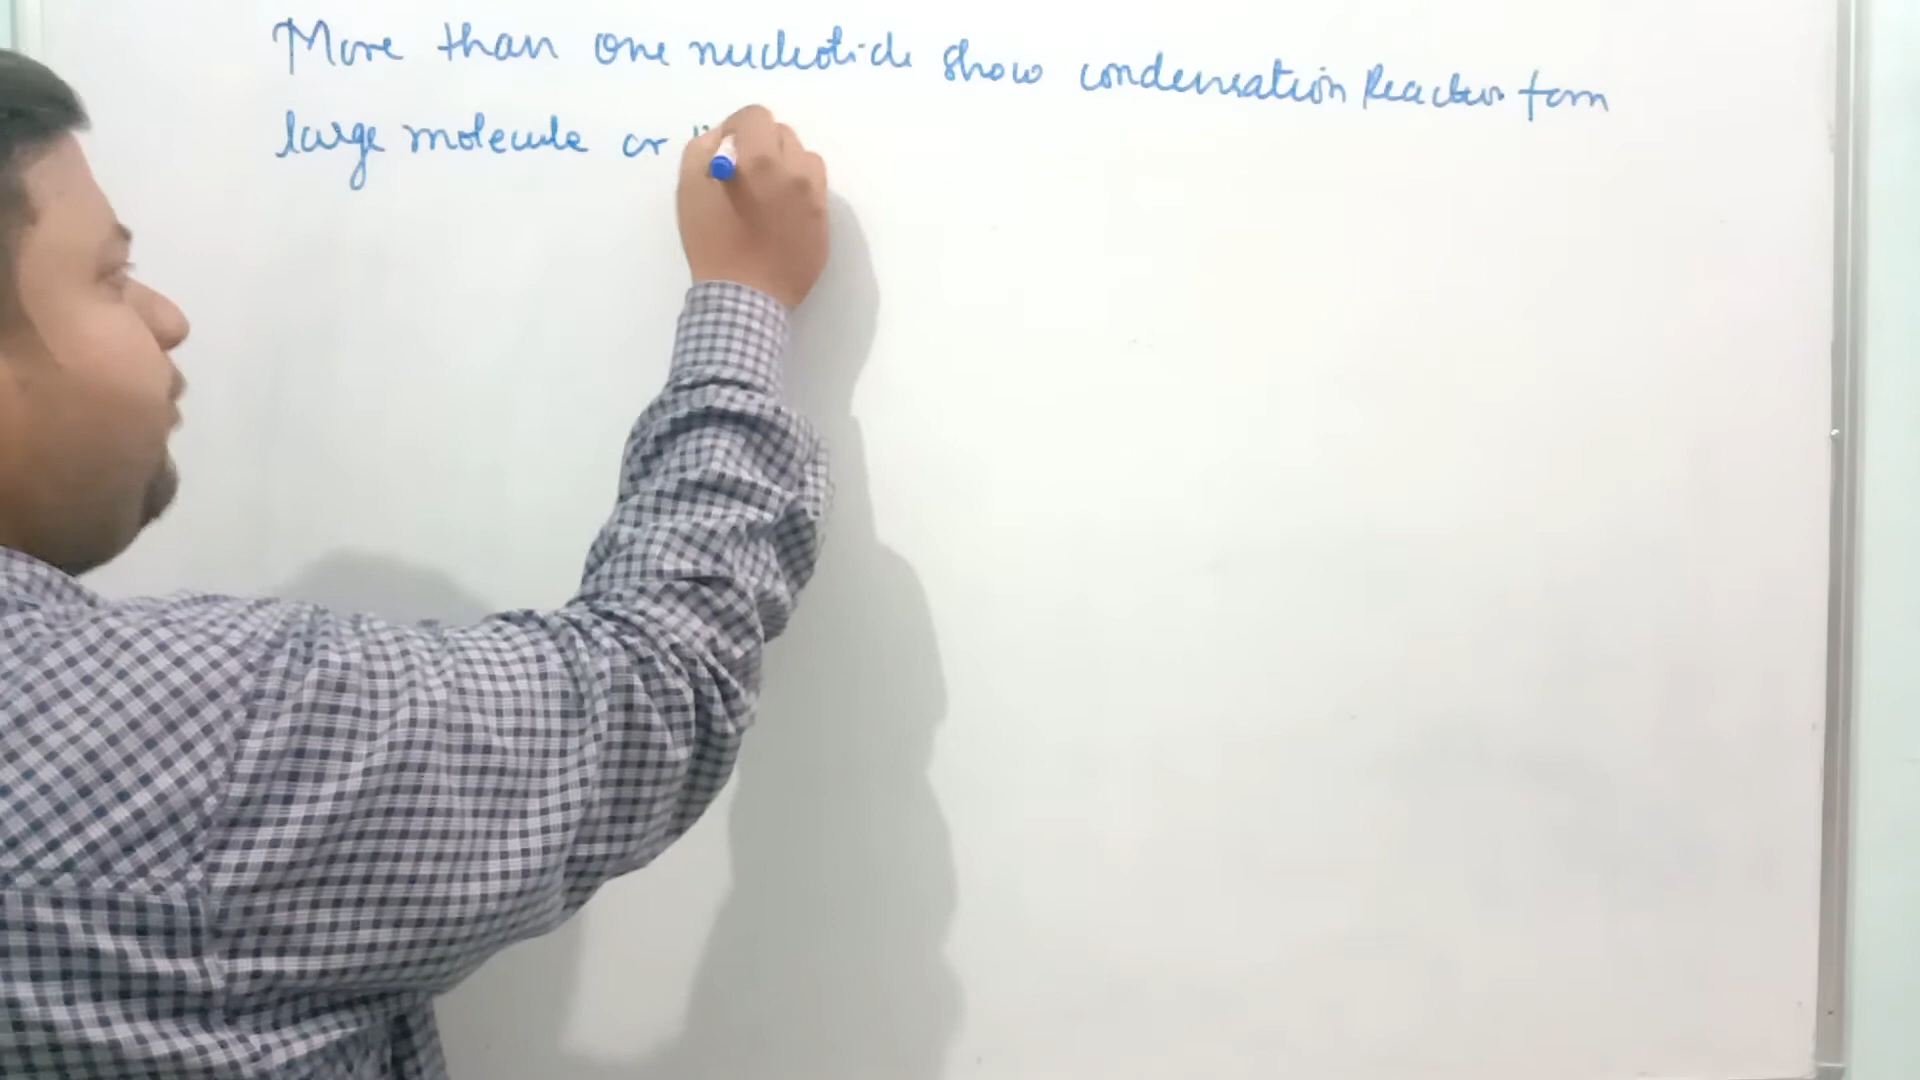 More than one nucleotide show condensation Reaction form
large molecule or